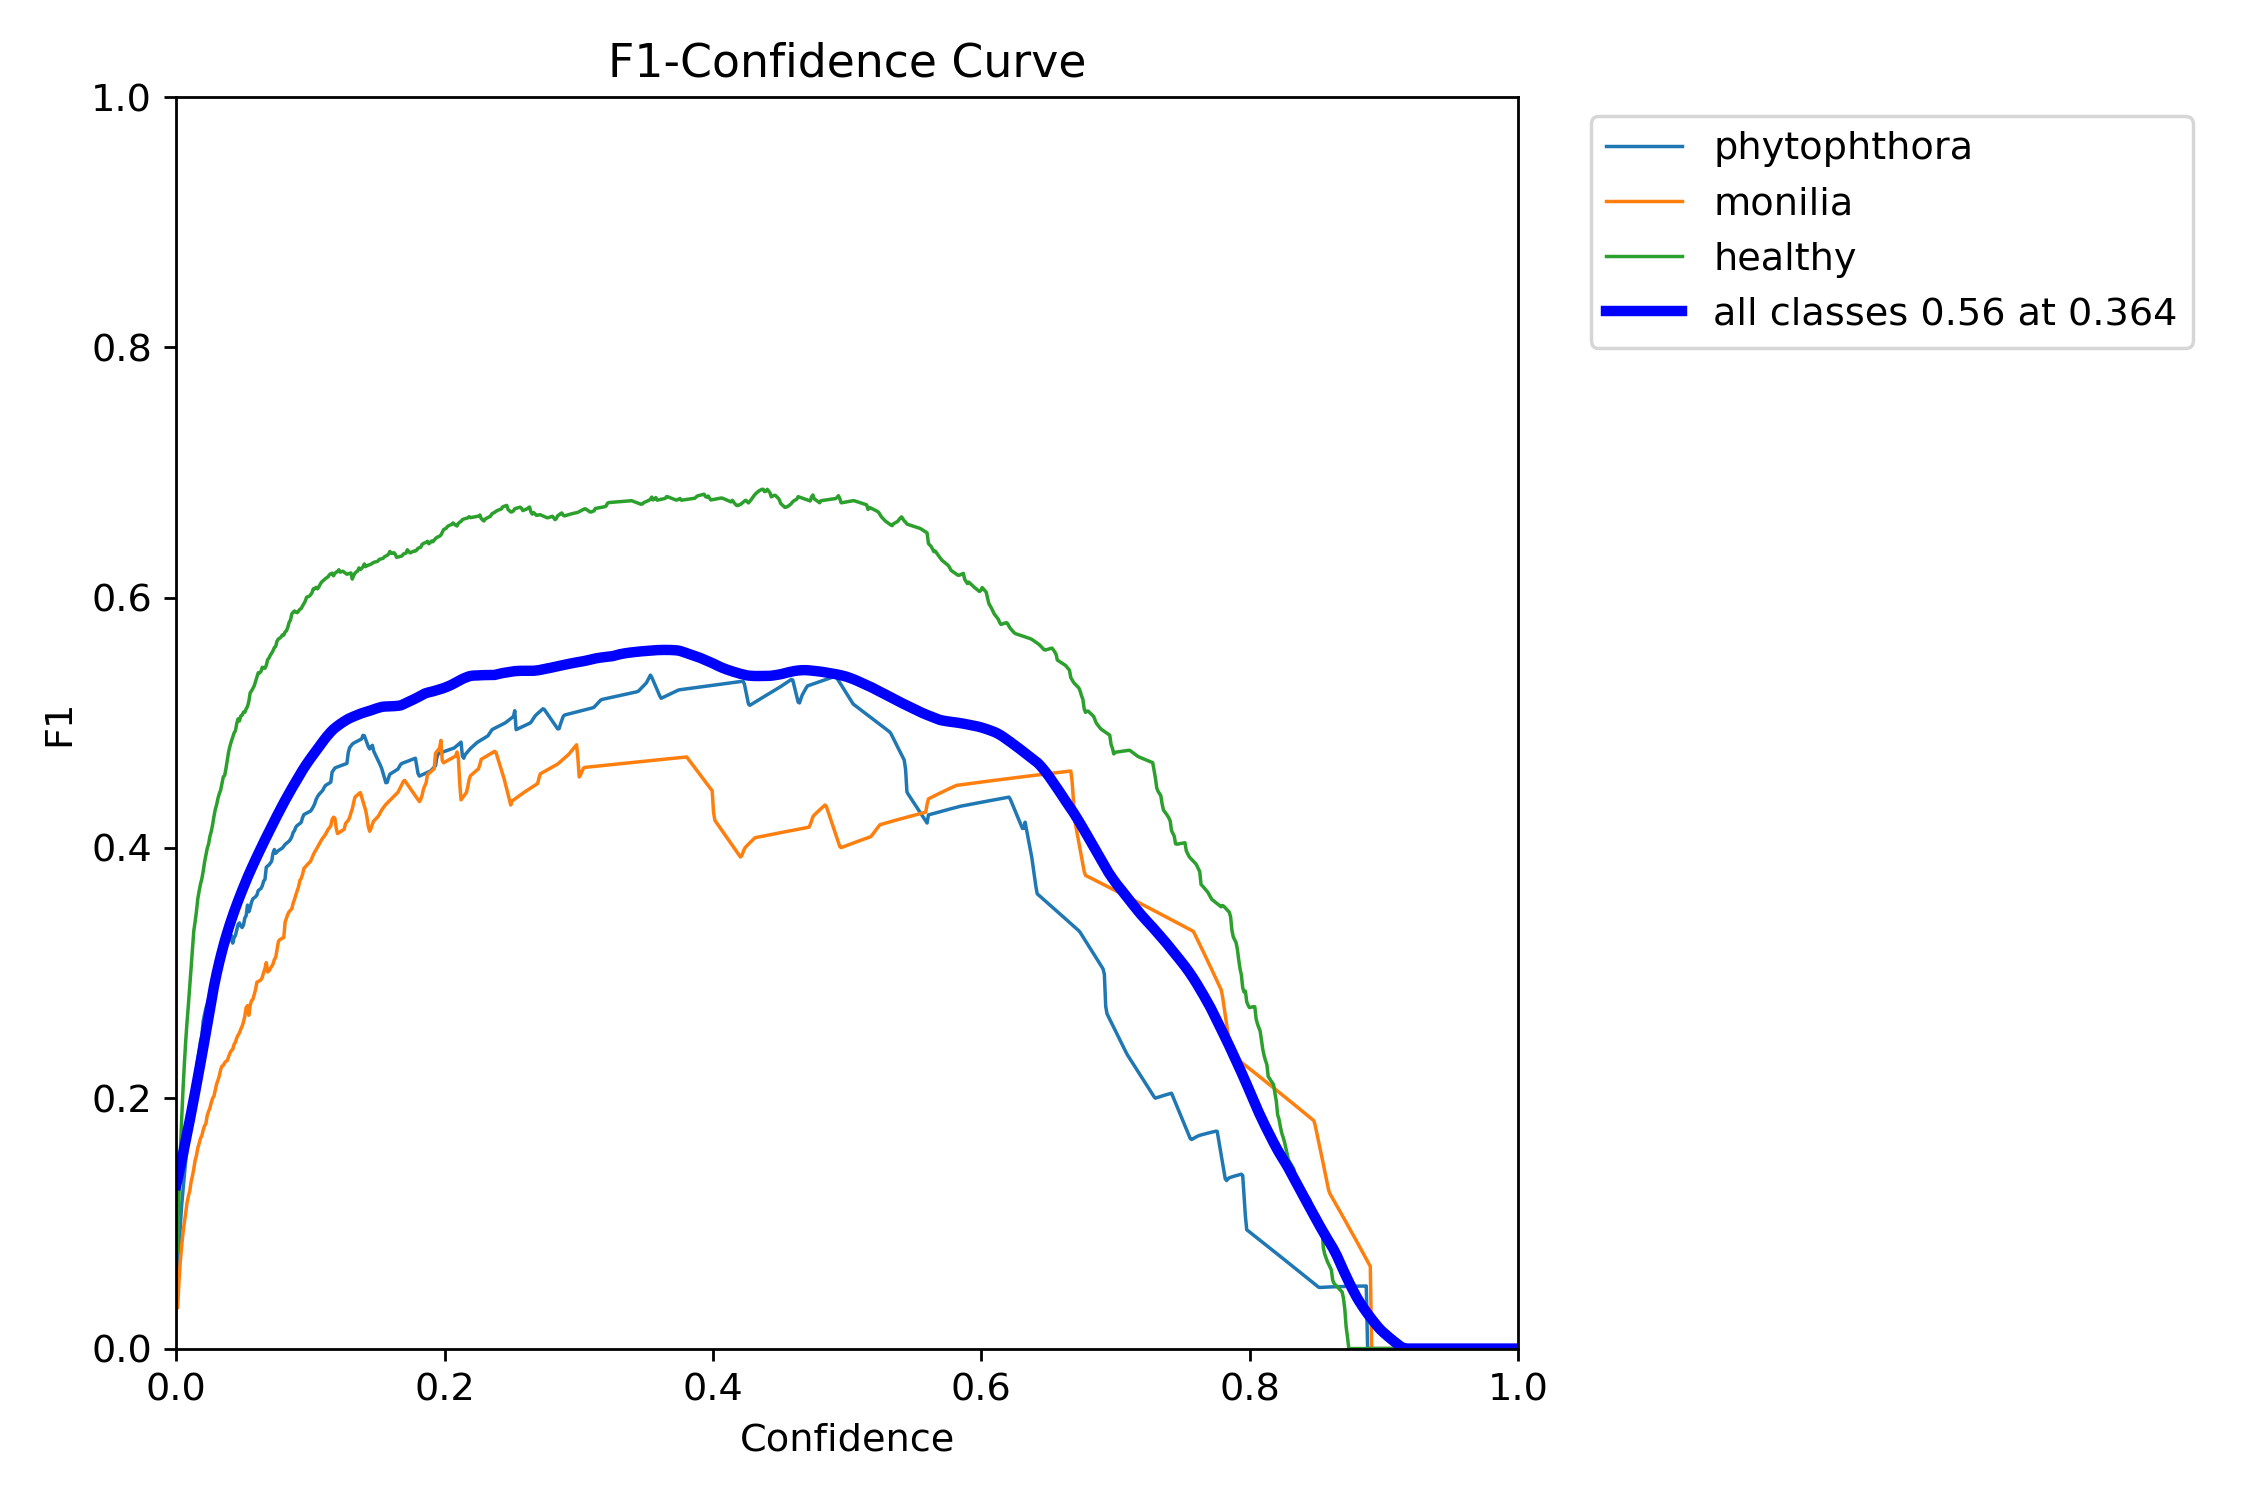 F1-Confidence Curve
1.0
0.8
0.6
0.4
0.2
0.0
F1
0.0 0.2 0.4 0.6 0.8 1.0
Confidence
phytophthora
monilia
healthy
all classes 0.56 at 0.364